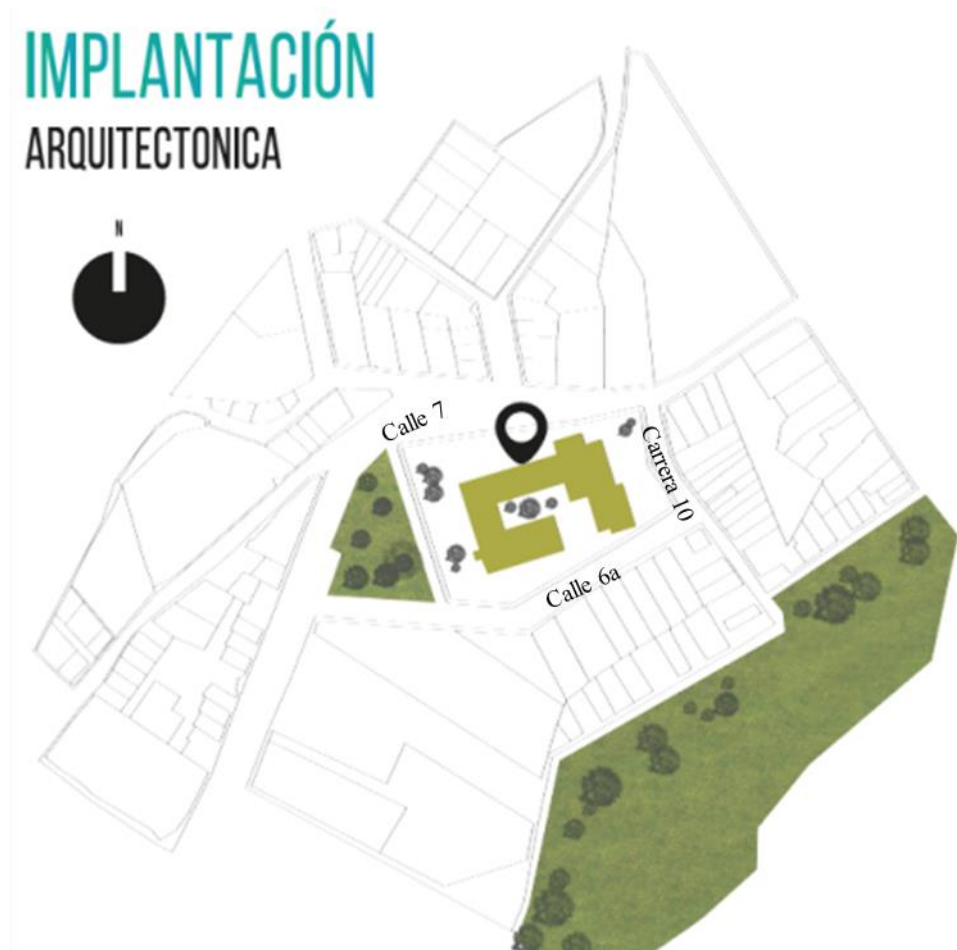 IMPLANTACIÓN
ARQUITECTONICA
N
Calle 7
Carrera 10
Calle 6a